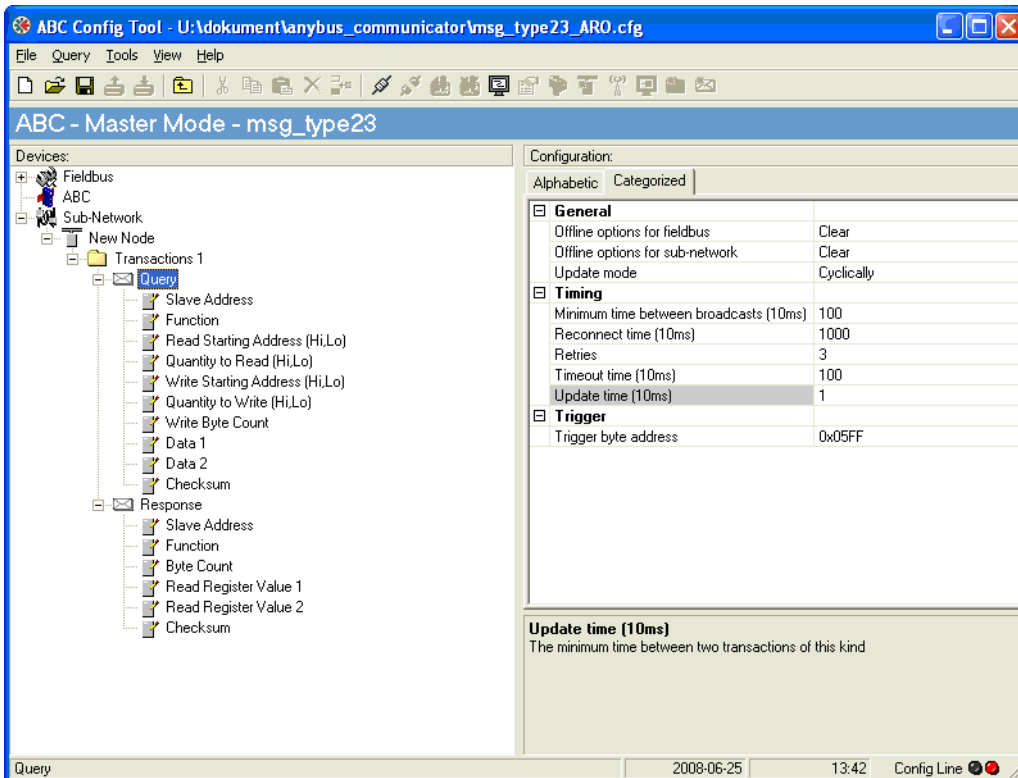 ABC Config Tool - U:\dokument\anybus_communicator\msg_type23_ARO.cfg
File Query Tools View Help
ABC - Master Mode - msg_type23
Devices:
Fieldbus
ABC
Sub-Network
New Node
Transactions 1
Query
Slave Address
Function
Read Starting Address (Hi,Lo)
Quantity to Read (Hi,Lo)
Write Starting Address (Hi,Lo)
Quantity to Write (Hi,Lo)
Write Byte Count
Data 1
Data 2
Checksum
Response
Slave Address
Function
Byte Count
Read Register Value 1
Read Register Value 2
Checksum
Configuration:
Alphabetic Categorized
General
Offline options for fieldbus Clear
Offline options for sub-network Clear
Update mode Cyclically
Timing
Minimum time between broadcasts (10ms) 100
Reconnect time (10ms) 1000
Retries 3
Timeout time (10ms) 100
Update time (10ms) 1
Trigger
Trigger byte address 0x05FF
Update time (10ms)
The minimum time between two transactions of this kind
Query 2008-06-25 13:42 Config Line